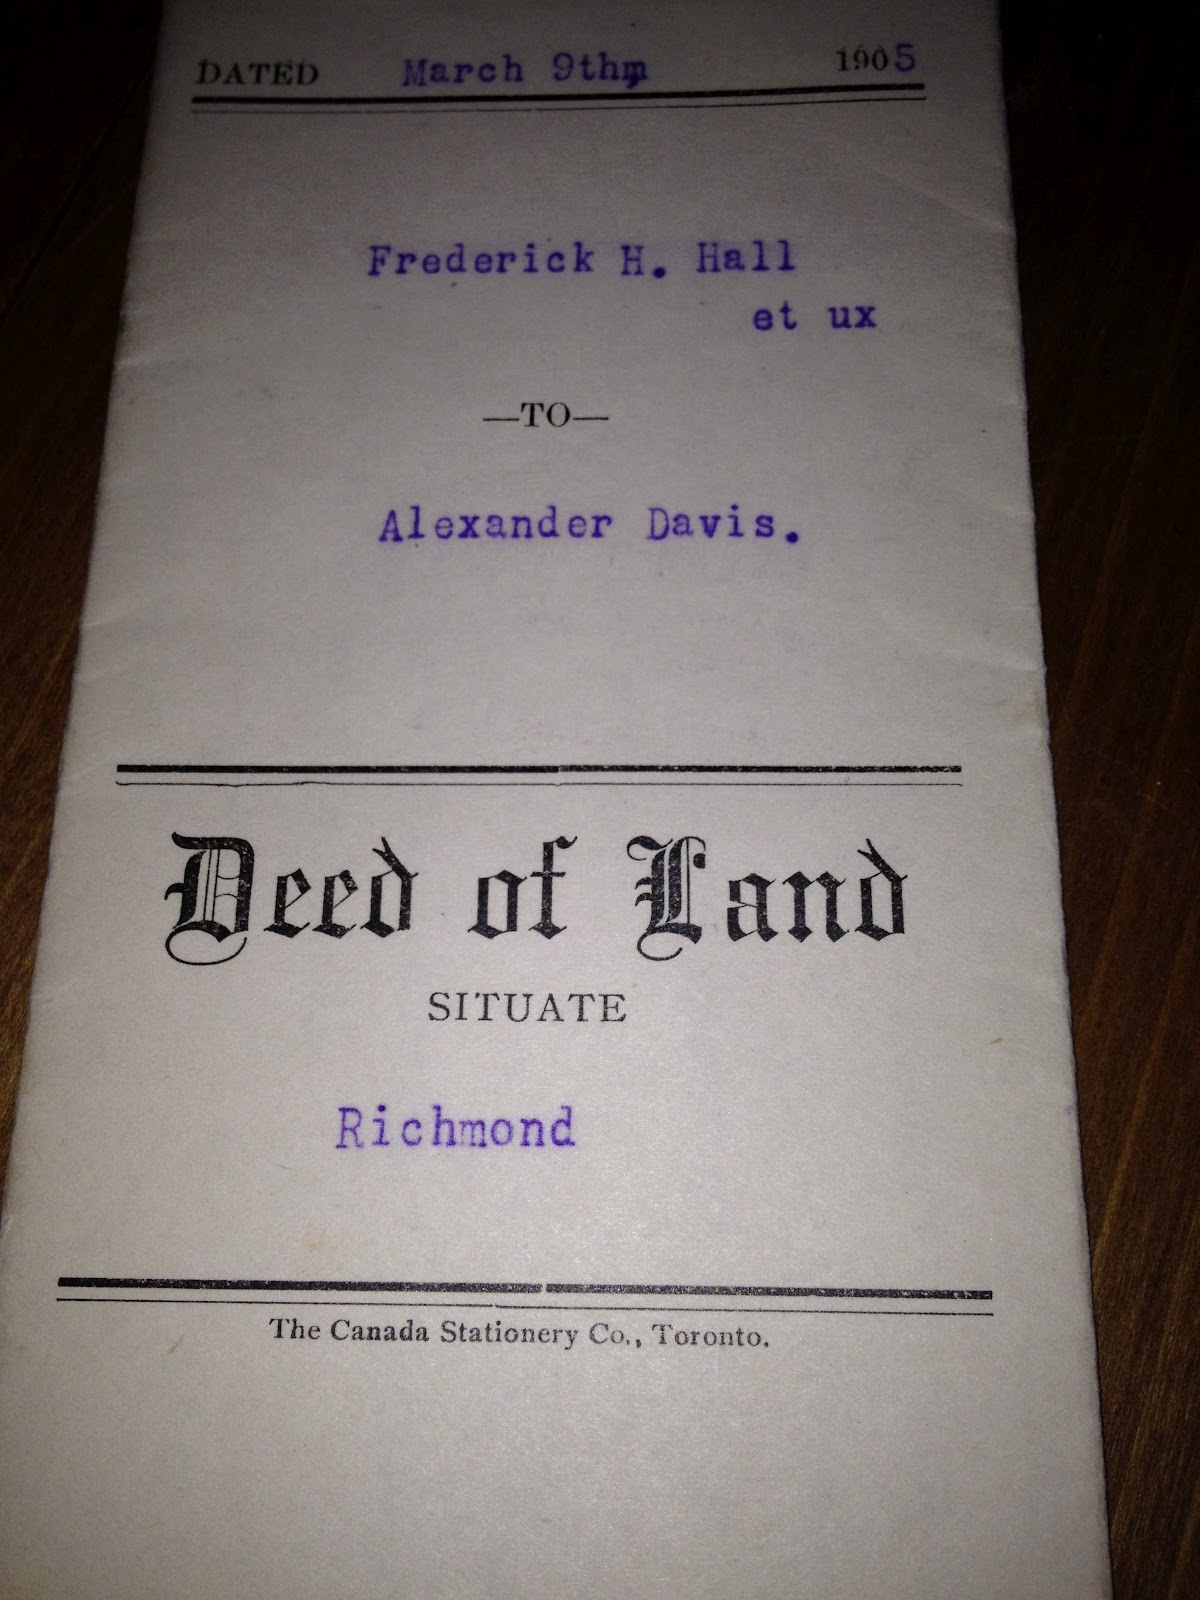 DATED March 9th, 1905
Frederick H. Hall
et ux
—TO—
Alexander Davis.
Deed of Land
SITUATE
Richmond
The Canada Stationery Co., Toronto.